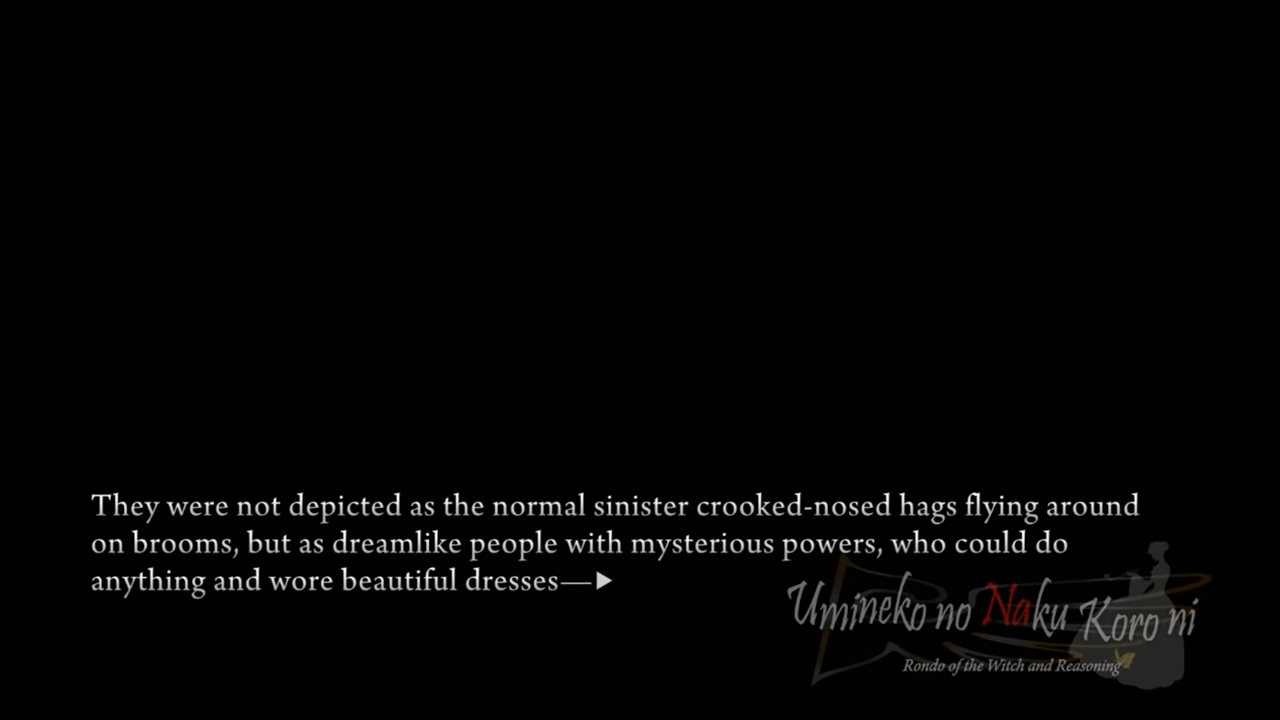 They were not depicted as the normal sinister crooked-nosed hags flying around
on brooms, but as dreamlike people with mysterious powers, who could do
anything and wore beautiful dresses—
Umineko no Naku Koro ni
Rondo of the Witch and Reasoning